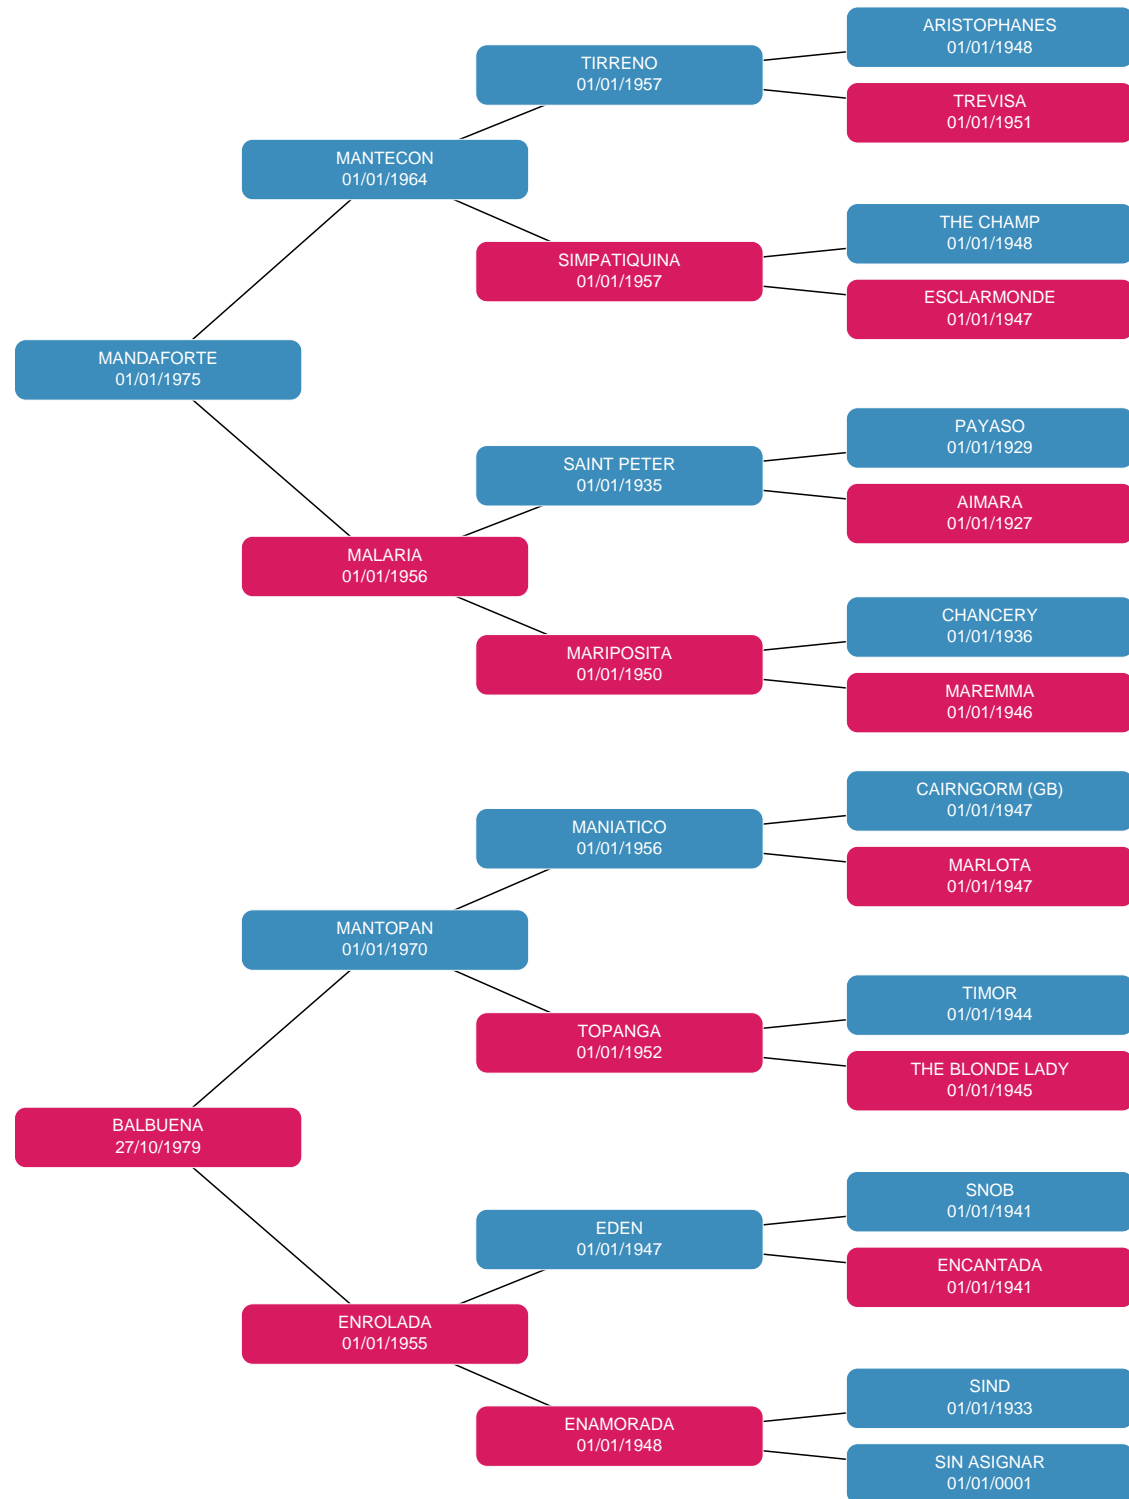 ARISTOPHANES
01/01/1948
TIRRENO
01/01/1957
TREVISA
01/01/1951
MANTECON
01/01/1964
THE CHAMP
01/01/1948
SIMPATIQUINA
01/01/1957
ESCLARMONDE
01/01/1947
MANDAFORTE
01/01/1975
PAYASO
01/01/1929
SAINT PETER
01/01/1935
AIMARA
01/01/1927
MALARIA
01/01/1956
CHANCERY
01/01/1936
MARIPOSITA
01/01/1950
MAREMMA
01/01/1946
CAIRNGORM (GB)
01/01/1947
MANIATICO
01/01/1956
MARLOTA
01/01/1947
MANTOPAN
01/01/1970
TIMOR
01/01/1944
TOPANGA
01/01/1952
THE BLONDE LADY
01/01/1945
BALBUENA
27/10/1979
SNOB
01/01/1941
EDEN
01/01/1947
ENCANTADA
01/01/1941
ENROLADA
01/01/1955
SIND
01/01/1933
ENAMORADA
01/01/1948
SIN ASIGNAR
01/01/0001